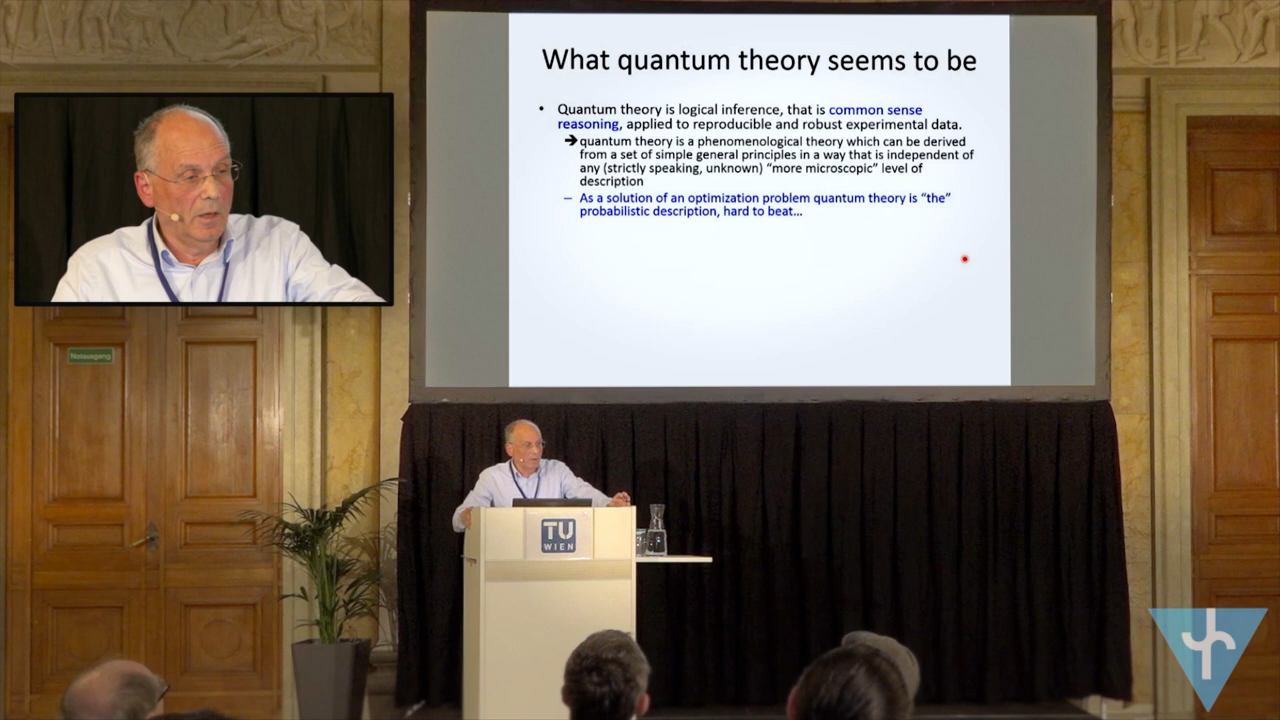 What quantum theory seems to be
• Quantum theory is logical inference, that is common sense
reasoning, applied to reproducible and robust experimental data.
➔ quantum theory is a phenomenological theory which can be derived
from a set of simple general principles in a way that is independent of
any (strictly speaking, unknown) “more microscopic” level of
description
– As a solution of an optimization problem quantum theory is “the”
probabilistic description, hard to beat...
Notausgang
TU
WIEN